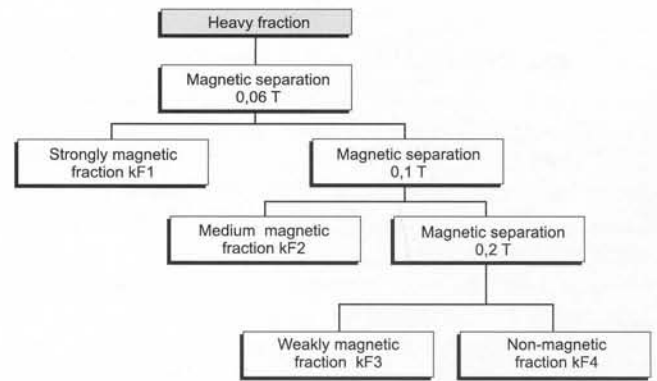 Heavy fraction
Magnetic separation
0,06 T
Strongly magnetic
fraction kF1
Magnetic separation
0,1 T
Medium magnetic
fraction kF2
Magnetic separation
0,2 T
Weakly magnetic
fraction kF3
Non-magnetic
fraction kF4